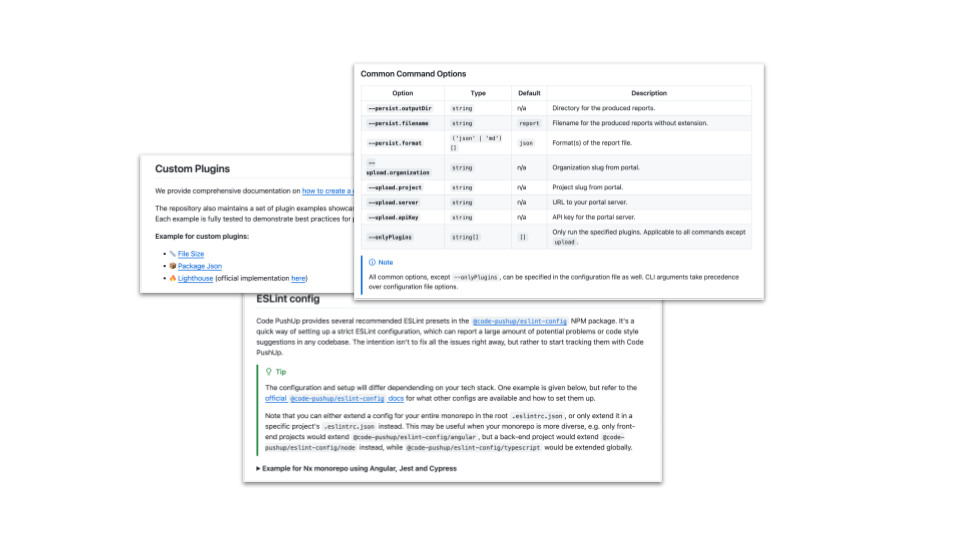 Common Command Options
Option Type Default Description
--persist.outputDir string n/a Directory for the produced reports.
--persist.filename string report Filename for the produced reports without extension.
--persist.format ('json' | 'md')
[] json Format(s) of the report file.
--
upload.organization string n/a Organization slug from portal.
--upload.project string n/a Project slug from portal.
--upload.server string n/a URL to your portal server.
--upload.apiKey string n/a API key for the portal server.
--onlyPlugins string[] [] Only run the specified plugins. Applicable to all commands except
upload.
Note
All common options, except --onlyPlugins, can be specified in the configuration file as well. CLI arguments take precedence
over configuration file options.
Custom Plugins
We provide comprehensive documentation on how to create a
The repository also maintains a set of plugin examples
Each example is fully tested to demonstrate best practices for
Example for custom plugins:
File Size
Package Json
Lighthouse (official implementation here)
ESLint config
Code PushUp provides several recommended ESLint presets in the @code-pushup/eslint-config NPM package. It's a
quick way of setting up a strict ESLint configuration, which can report a large amount of potential problems or code style
suggestions in any codebase. The intention isn't to fix all the issues right away, but rather to start tracking them with Code
PushUp.
Tip
The configuration and setup will differ dependending on your tech stack. One example is given below, but refer to the
official @code-pushup/eslint-config docs for what other configs are available and how to set them up.
Note that you can either extend a config for your entire monorepo in the root .eslintrc.json, or only extend it in a
specific project's .eslintrc.json instead. This may be useful when your monorepo is more diverse, e.g. only front-
end projects would extend @code-pushup/eslint-config/angular, but a back-end project would extend @code-
pushup/eslint-config/node instead, while @code-pushup/eslint-config/typescript would be extended globally.
Example for Nx monorepo using Angular, Jest and Cypress